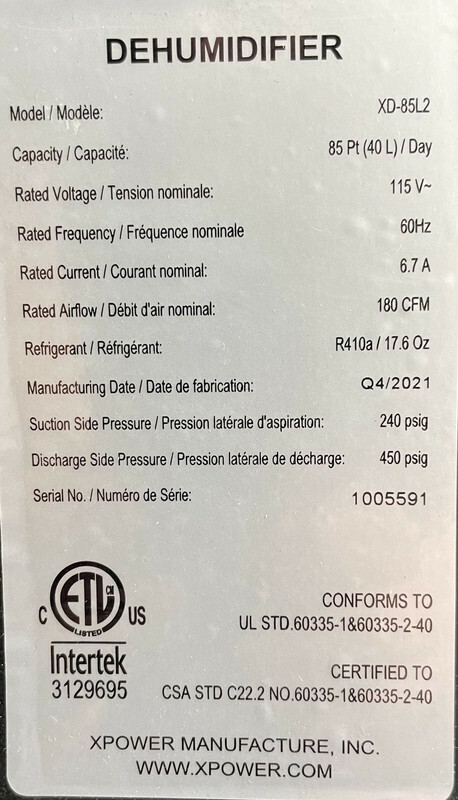 DEHUMIDIFIER
Model / Modèle: XD-85L2
Capacity / Capacité: 85 Pt (40 L) / Day
Rated Voltage / Tension nominale: 115 V~
Rated Frequency / Fréquence nominale 60Hz
Rated Current / Courant nominal: 6.7 A
Rated Airflow / Débit d'air nominal: 180 CFM
Refrigerant / Réfrigérant: R410a / 17.6 Oz
Manufacturing Date / Date de fabrication: Q4/2021
Suction Side Pressure / Pression latérale d'aspiration: 240 psig
Discharge Side Pressure / Pression latérale de décharge: 450 psig
Serial No. / Numéro de Série: 1005591
C ETL CM US
LISTED
Intertek
3129695
CONFORMS TO
UL STD.60335-1&60335-2-40
CERTIFIED TO
CSA STD C22.2 NO.60335-1&60335-2-40
XPOWER MANUFACTURE, INC.
WWW.XPOWER.COM